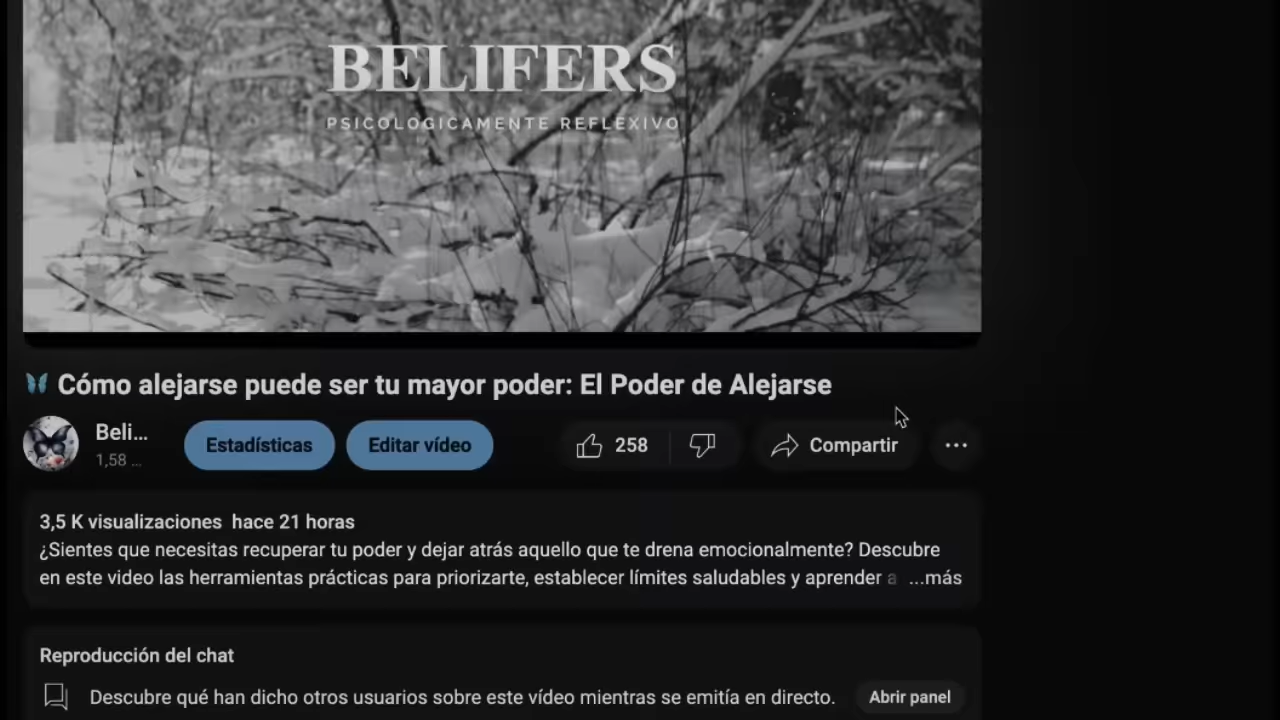 BELIFERS
PSICOLOGICAMENTE REFLEXIVO
Cómo alejarse puede ser tu mayor poder: El Poder de Alejarse
Beli...
1,58 ...
Estadísticas
Editar vídeo
258
Compartir
3,5 K visualizaciones hace 21 horas
¿Sientes que necesitas recuperar tu poder y dejar atrás aquello que te drena emocionalmente? Descubre
en este video las herramientas prácticas para priorizarte, establecer límites saludables y aprender a ...más
Reproducción del chat
Descubre qué han dicho otros usuarios sobre este vídeo mientras se emitía en directo.
Abrir panel